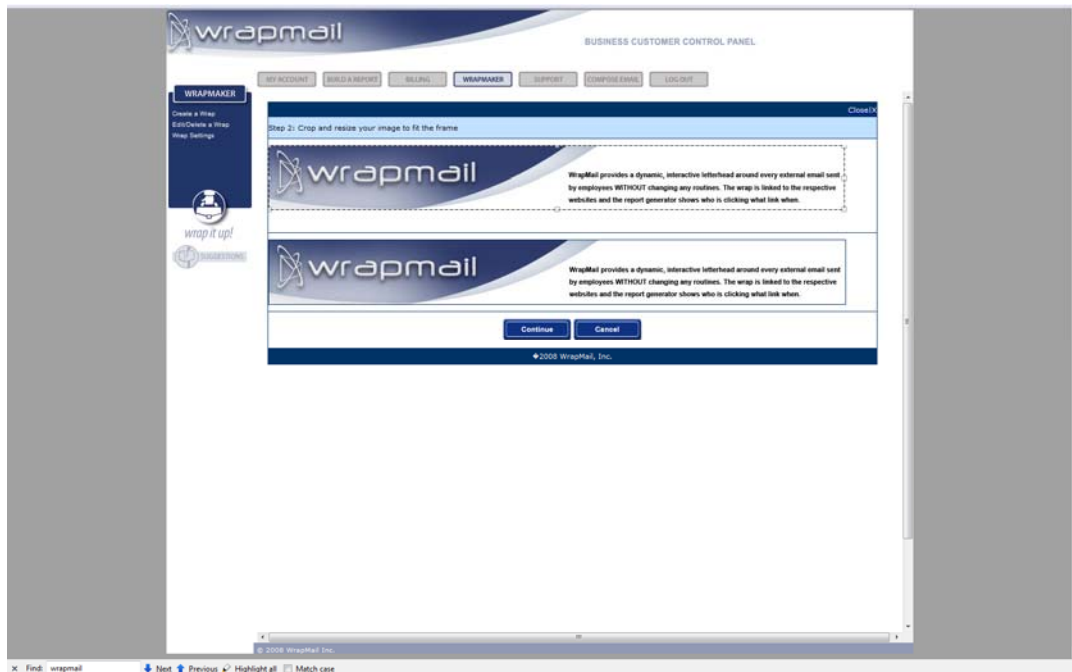 wrapmail
BUSINESS CUSTOMER CONTROL PANEL
MY ACCOUNT BUILD A REPORT BILLING WRAPMAKER SUPPORT COMPOSE EMAIL LOG OUT
WRAPMAKER
Create a Wrap
Edit/Delete a Wrap
Wrap Settings
wrap it up!
SUGGESTIONS
Close[X
Step 2: Crop and resize your image to fit the frame
wrapmail
WrapMail provides a dynamic, interactive letterhead around every external email sent
by employees WITHOUT changing any routines. The wrap is linked to the respective
websites and the report generator shows who is clicking what link when.
wrapmail
WrapMail provides a dynamic, interactive letterhead around every external email sent
by employees WITHOUT changing any routines. The wrap is linked to the respective
websites and the report generator shows who is clicking what link when.
Continue Cancel
�2008 WrapMail, Inc.
© 2008 WrapMail Inc.
x Find: wrapmail Next Previous Highlight all Match case